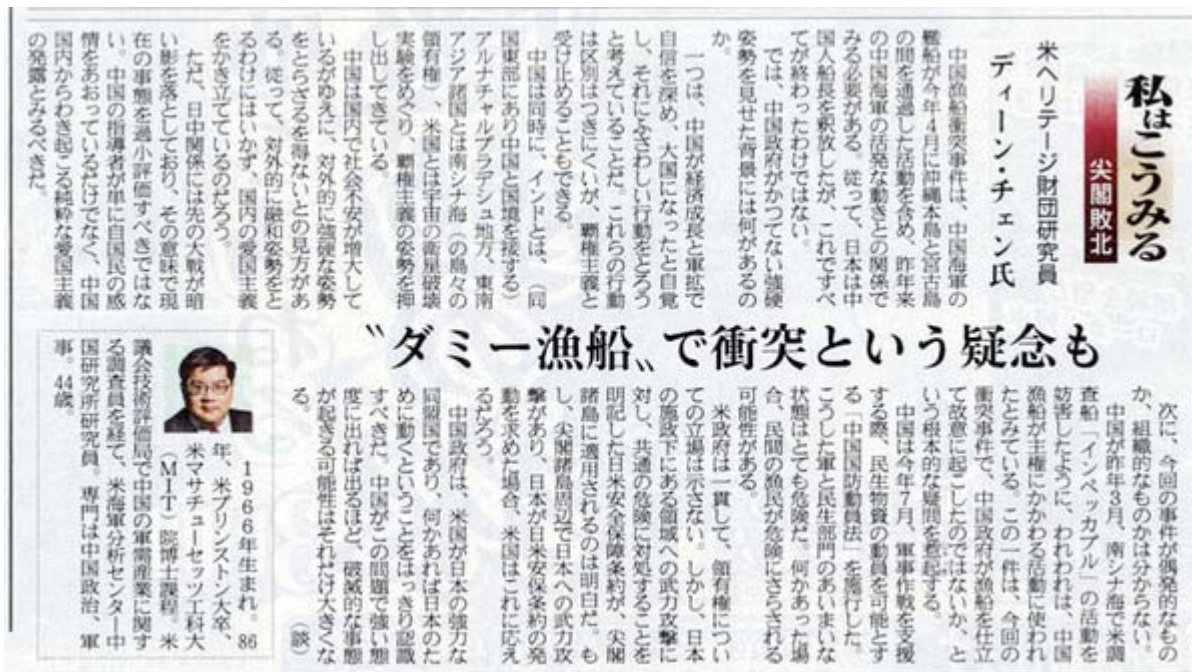 私はこうみる
尖閣敗北
米ヘリテージ財団研究員
ディーン・チェン氏
中国漁船衝突事件は、中国海軍の
艦船が今年4月に沖縄本島と宮古島
の間を通過した活動を含め、昨年来
の中国海軍の活発な動きとの関係で
みる必要がある。従って、日本は中
国人船長を釈放したが、これですべ
てが終わったわけではない。
では、中国政府がかつてない強硬
姿勢を見せた背景には何があるの
か。
一つは、中国が経済成長と軍拡で
自信を深め、大国になったと自覚
し、それにふさわしい行動をとろう
と考えていることだ。これらの行動
は区別はつきにくいが、覇権主義と
受け止めることもできる。
中国は同時に、インドとは、(同
国東部にあり中国と国境を接する)
アルナチャルプラデシュ地方、東南
アジア諸国とは南シナ海(の島々の
領有権)、米国とは宇宙の衛星破壊
実験をめぐり、覇権主義の姿勢を押
し出してきている
中国は国内で社会不安が増大して
いるがゆえに、対外的に強硬な姿勢
をとらざるを得ないとの見方があ
る。従って、対外的に融和姿勢をと
るわけにはいかず、国内の愛国主義
をかき立てているのだろう。
ただ、日中関係には先の大戦が暗
い影を落としており、その意味で現
在の事態を過小評価すべきではな
い。中国の指導者が単に自国民の感
情をあおっているだけでなく、中国
国内からわき起こる純粋な愛国主義
の発露とみるべきだ。
〝ダミー漁船〟で衝突という疑念も
次に、今回の事件が偶発的なもの
か、組織的なものかは分からない。
中国が昨年3月、南シナ海で米調
査船「インペッカブル」の活動を
妨害したように、われわれは、中国
漁船が主権にかかわる活動に使われ
たとみている。この一件は、今回の
衝突事件で、中国政府が漁船を仕立
て故意に起こしたのではないか、と
いう根本的な疑問を惹起する。
中国は今年7月、軍事作戦を支援
する際、民生物資の動員を可能とす
る「中国国防動員法」を施行した。
こうした軍と民生部門のあいまいな
状態はとても危険だ。何かあった場
合、民間の漁民が危険にさらされる
可能性がある。
米政府は一貫して、領有権につい
ての立場は示さない。しかし、日本
の施政下にある領域への武力攻撃に
対し、共通の危険に対処することを
明記した日米安全保障条約が、尖閣
諸島に適用されるのは明白だ。も
し、尖閣諸島周辺で日本への武力攻
撃があり、日本が日米安保条約の発
動を求めた場合、米国はこれに応え
るだろう。
中国政府は、米国が日本の強力な
同盟国であり、何かあれば日本のた
めに動くということをはっきり認識
すべきだ。中国がこの問題で強い態
度に出れば出るほど、破滅的な事態
が起きる可能性はそれだけ大きくな
る。(談)
1966年生まれ。86
年、米プリンストン大卒、
米マサチューセッツ工科大
(MIT)院博士課程。米
議会技術評価局で中国の軍需産業に関す
る調査員を経て、米海軍分析センター中
国研究所研究員。専門は中国政治、軍
事。44歳。